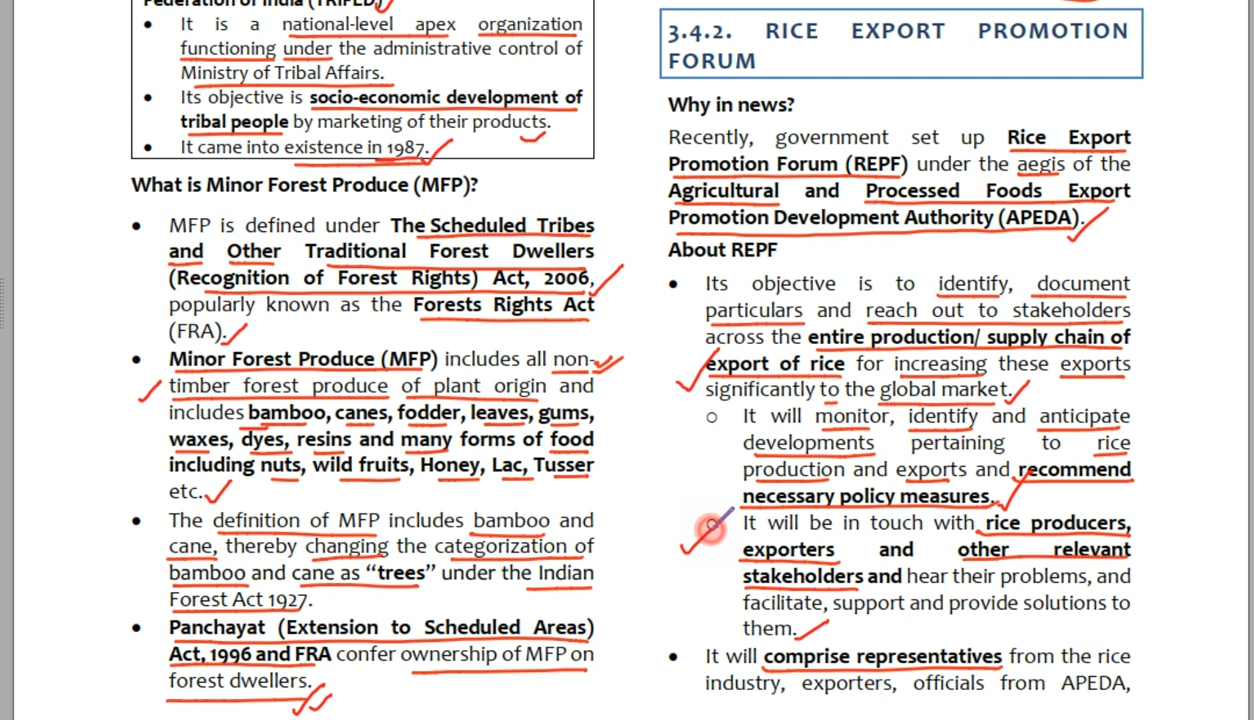 Federation of India (TRIFED)
• It is a national-level apex organization
functioning under the administrative control of
Ministry of Tribal Affairs.
• Its objective is socio-economic development of
tribal people by marketing of their products.
• It came into existence in 1987.
What is Minor Forest Produce (MFP)?
• MFP is defined under The Scheduled Tribes
and Other Traditional Forest Dwellers
(Recognition of Forest Rights) Act, 2006,
popularly known as the Forests Rights Act
(FRA).
• Minor Forest Produce (MFP) includes all non-
timber forest produce of plant origin and
includes bamboo, canes, fodder, leaves, gums,
waxes, dyes, resins and many forms of food
including nuts, wild fruits, Honey, Lac, Tusser
etc.
• The definition of MFP includes bamboo and
cane, thereby changing the categorization of
bamboo and cane as “trees” under the Indian
Forest Act 1927.
• Panchayat (Extension to Scheduled Areas)
Act, 1996 and FRA confer ownership of MFP on
forest dwellers.
3.4.2. RICE EXPORT PROMOTION
FORUM
Why in news?
Recently, government set up Rice Export
Promotion Forum (REPF) under the aegis of the
Agricultural and Processed Foods Export
Promotion Development Authority (APEDA).
About REPF
• Its objective is to identify, document
particulars and reach out to stakeholders
across the entire production/ supply chain of
export of rice for increasing these exports
significantly to the global market.
o It will monitor, identify and anticipate
developments pertaining to rice
production and exports and recommend
necessary policy measures.
o It will be in touch with rice producers,
exporters and other relevant
stakeholders and hear their problems, and
facilitate, support and provide solutions to
them.
• It will comprise representatives from the rice
industry, exporters, officials from APEDA,